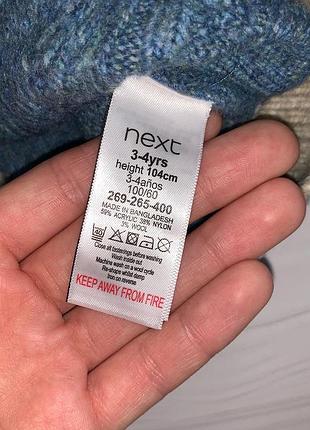 next
3-4yrs
height 104cm
3-4años
100/60
269-265-400
MADE IN BANGLADESH
59% ACRYLIC 38% NYLON
3% WOOL
40
Close all fastenings before washing
Wash inside out
Machine wash on a wool cycle
Re-shape whilst damp
Iron on reverse
KEEP AWAY FROM FIRE